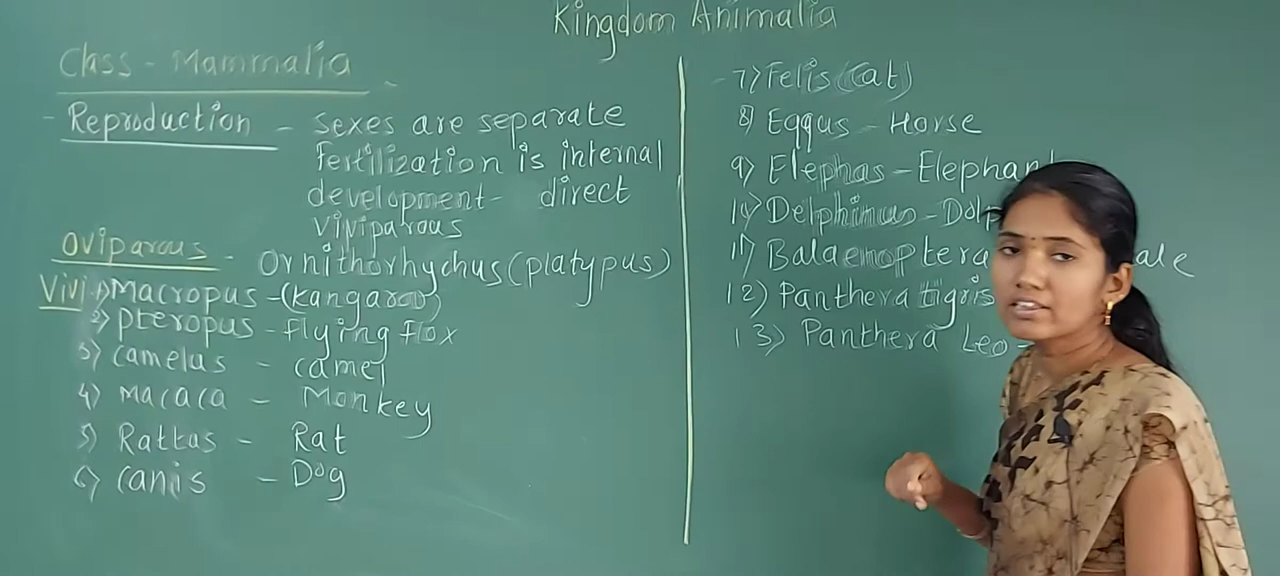 Kingdom Animalia
Class - Mammalia
- Reproduction - sexes are separate
Fertilization is internal
development - direct
viviparous
Oviparous - Ornithorhychus (platypus)
Vivi 1) Macropus - (Kangaroo)
2) Pteropus - flying flox
3) camelus - camel
4) Macaca - Monkey
5) Rattas - Rat
6) canis - Dog
7) Felis (Cat)
8) Eqqus - Horse
9) Elephas - Elephant
10) Delphinus -
11) Balaenoptera
12) Panthera tigris
13) Panthera Leo -